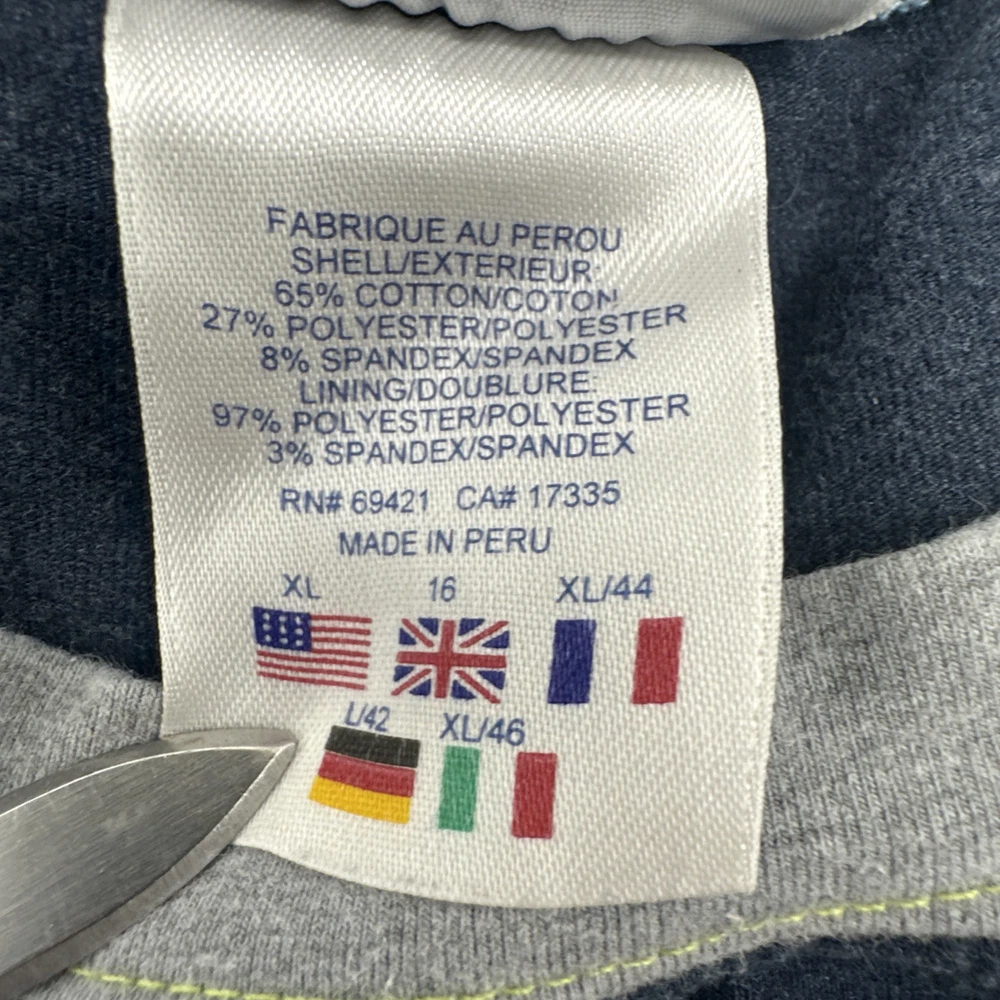 FABRIQUE AU PEROU
SHELL/EXTERIEUR:
65% COTTON/COTON
27% POLYESTER/POLYESTER
8% SPANDEX/SPANDEX
LINING/DOUBLURE:
97% POLYESTER/POLYESTER
3% SPANDEX/SPANDEX
RN# 69421 CA# 17335
MADE IN PERU
XL 16 XL/44
L/42 XL/46